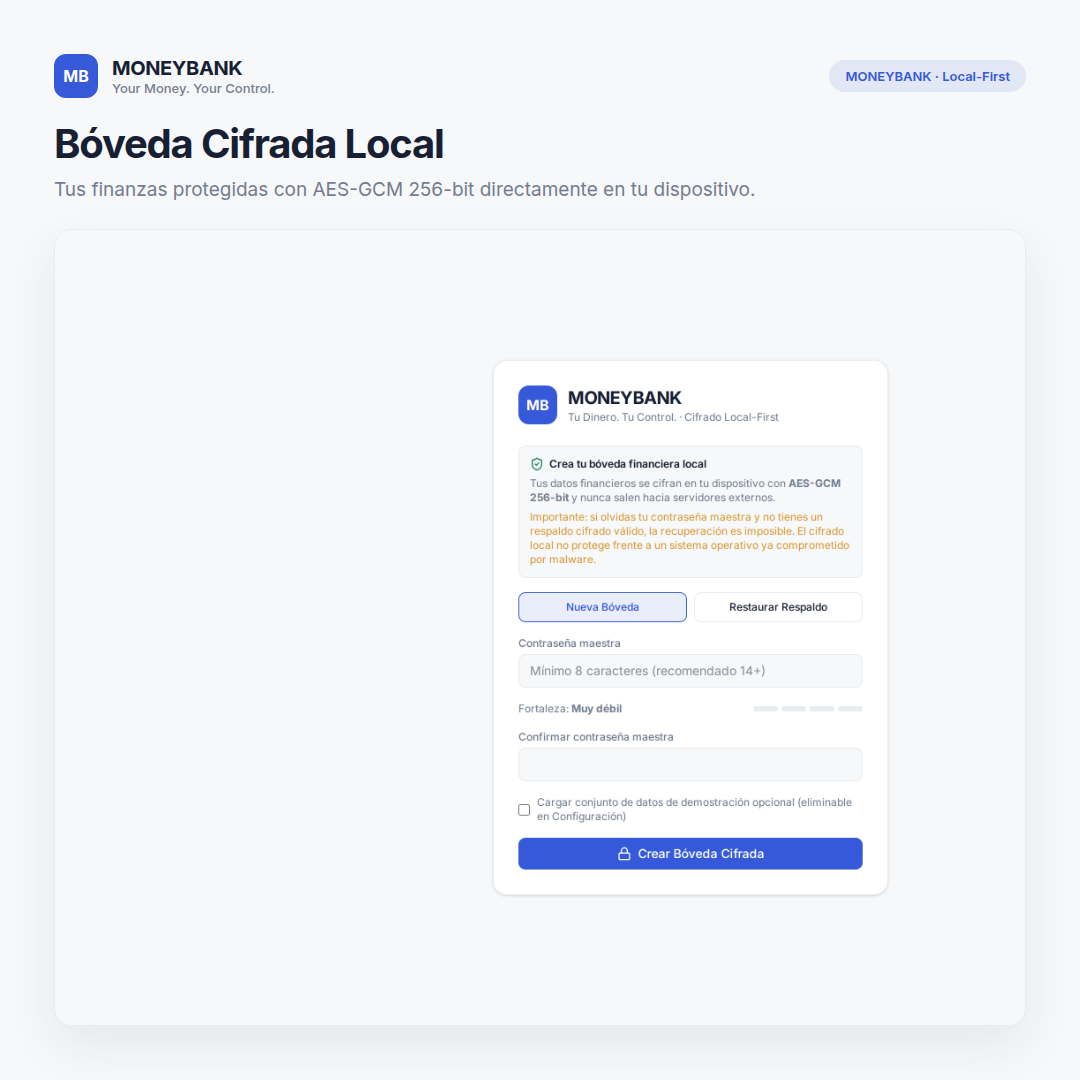 MB
MONEYBANK
Your Money. Your Control.
MONEYBANK · Local-First
Bóveda Cifrada Local
Tus finanzas protegidas con AES-GCM 256-bit directamente en tu dispositivo.
MB
MONEYBANK
Tu Dinero. Tu Control. · Cifrado Local-First
Crea tu bóveda financiera local
Tus datos financieros se cifran en tu dispositivo con AES-GCM
256-bit y nunca salen hacia servidores externos.
Importante: si olvidas tu contraseña maestra y no tienes un
respaldo cifrado válido, la recuperación es imposible. El cifrado
local no protege frente a un sistema operativo ya comprometido
por malware.
Nueva Bóveda
Restaurar Respaldo
Contraseña maestra
Mínimo 8 caracteres (recomendado 14+)
Fortaleza: Muy débil
Confirmar contraseña maestra
Cargar conjunto de datos de demostración opcional (eliminable
en Configuración)
Crear Bóveda Cifrada